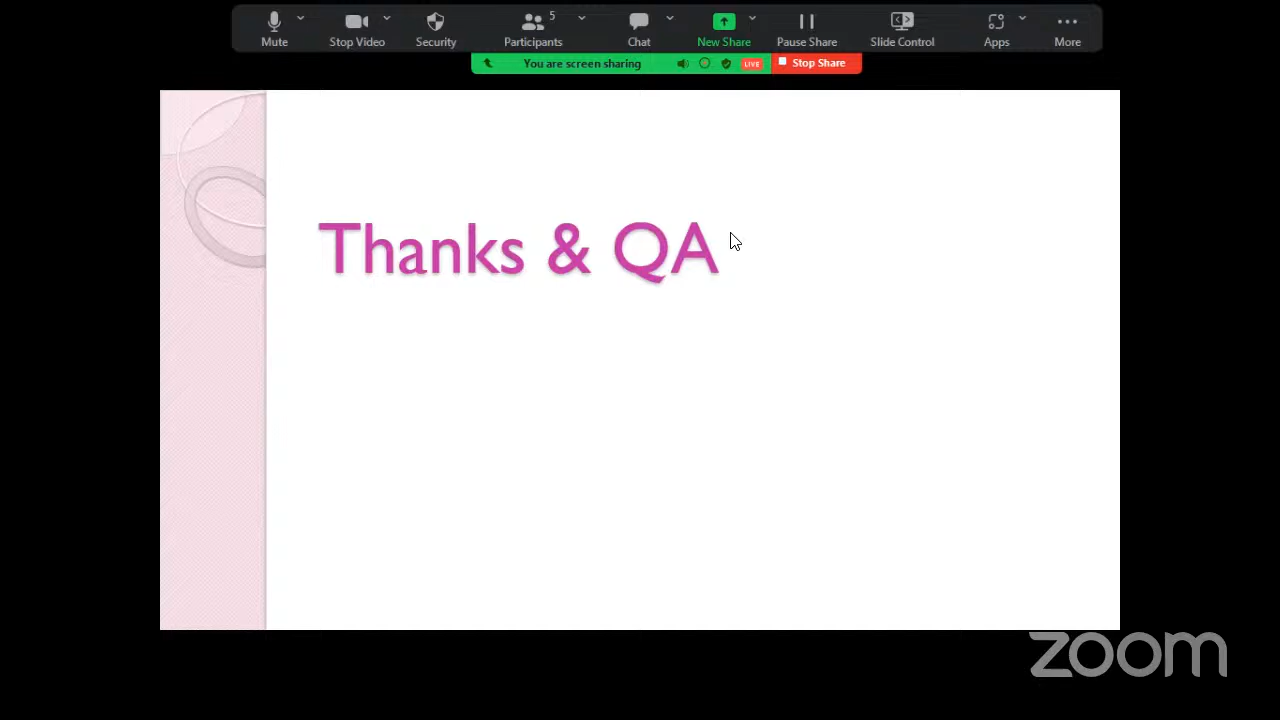 Mute
Stop Video
Security
Participants
5
Chat
New Share
Pause Share
Slide Control
Apps
More
You are screen sharing
LIVE
Stop Share
Thanks & QA
zoom